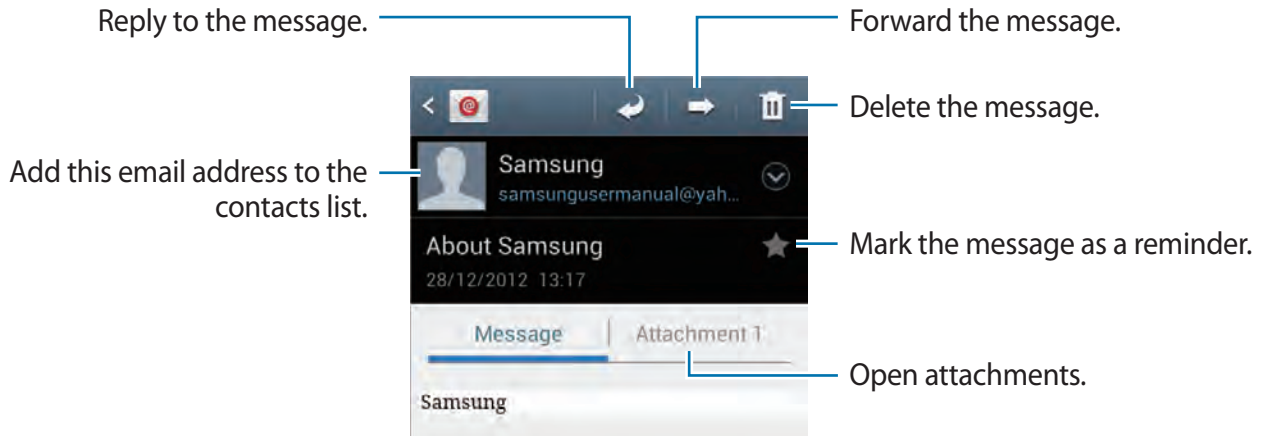 Reply to the message.
Forward the message.
Delete the message.
Add this email address to the
contacts list.
Samsung
samsungusermanual@yah...
About Samsung
28/12/2012 13:17
Mark the message as a reminder.
Message
Attachment 1
Open attachments.
Samsung